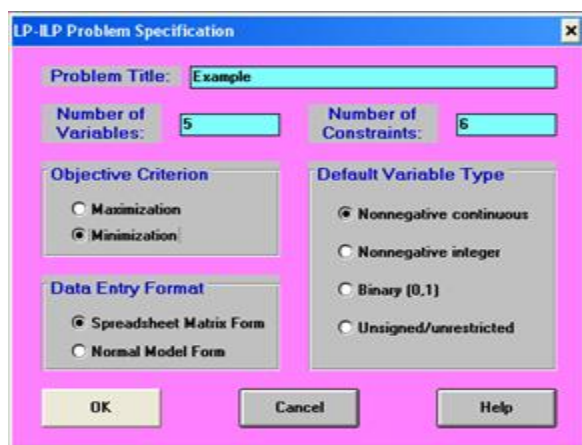 LP-ILP Problem Specification
Problem Title: Example
Number of Variables: 5
Number of Constraints: 6
Objective Criterion
Maximization
Minimization
Default Variable Type
Nonnegative continuous
Nonnegative integer
Binary (0,1)
Unsigned/unrestricted
Data Entry Format
Spreadsheet Matrix Form
Normal Model Form
OK
Cancel
Help